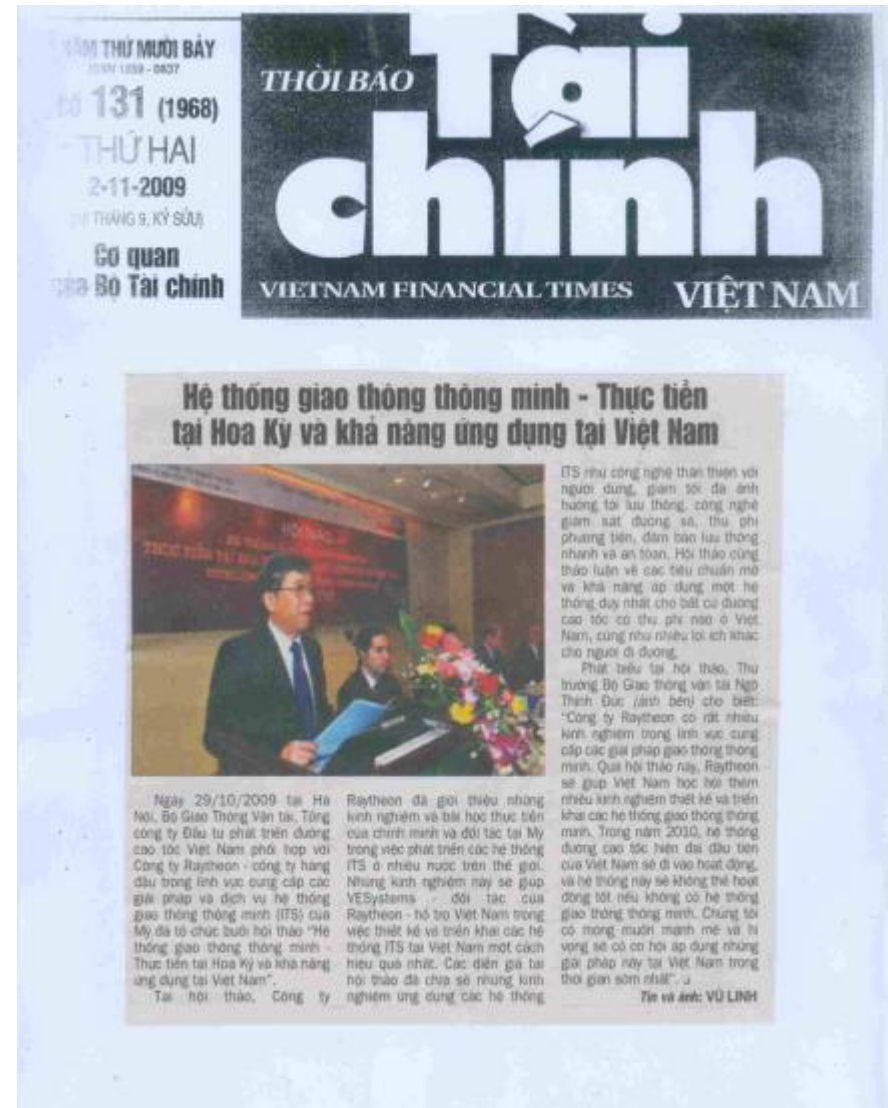 NĂM THỨ MƯỜI BẢY
ISSN 1859 - 0837
Số 131 (1968)
THỨ HAI
2-11-2009
THÁNG 9, KỶ SỬU)
Cơ quan
của Bộ Tài chính
THỜI BÁO
Tài
chính
VIETNAM FINANCIAL TIMES
VIỆT NAM
Hệ thống giao thông thông minh - Thực tiễn
tại Hoa Kỳ và khả năng ứng dụng tại Việt Nam
HỘI THẢO
Ngày 29/10/2009 tại Hà
Nội, Bộ Giao Thông Vận tải, Tổng
công ty Đầu tư phát triển đường
cao tốc Việt Nam phối hợp với
Công ty Raytheon - công ty hàng
đầu trong lĩnh vực cung cấp các
giải pháp và dịch vụ hệ thống
giao thông thông minh (ITS) của
Mỹ đã tổ chức buổi hội thảo "Hệ
thống giao thông thông minh -
Thực tiễn tại Hoa Kỳ và khả năng
ứng dụng tại Việt Nam".
Tại hội thảo, Công ty
Raytheon đã giới thiệu những
kinh nghiệm và bài học thực tiễn
của chính mình và đối tác tại Mỹ
trong việc phát triển các hệ thống
ITS ở nhiều nước trên thế giới.
Những kinh nghiệm này sẽ giúp
VESystems - đối tác của
Raytheon - hỗ trợ Việt Nam trong
việc thiết kế và triển khai các hệ
thống ITS tại Việt Nam một cách
hiệu quả nhất. Các diễn giả tại
hội thảo đã chia sẻ những kinh
nghiệm ứng dụng các hệ thống
ITS như công nghệ thân thiện với
người dùng, giảm tối đa ảnh
hưởng tới lưu thông, công nghệ
giám sát đường sá, thu phí
phương tiện, đảm bảo lưu thông
nhanh và an toàn. Hội thảo cũng
thảo luận về các tiêu chuẩn mở
và khả năng áp dụng một hệ
thống duy nhất cho bất cứ đường
cao tốc có thu phí nào ở Việt
Nam, cũng như nhiều lợi ích khác
cho người đi đường.
Phát biểu tại hội thảo, Thứ
trưởng Bộ Giao thông vận tải Ngô
Thịnh Đức (ảnh bên) cho biết:
"Công ty Raytheon có rất nhiều
kinh nghiệm trong lĩnh vực cung
cấp các giải pháp giao thông thông
minh. Qua hội thảo này, Raytheon
sẽ giúp Việt Nam học hỏi thêm
nhiều kinh nghiệm thiết kế và triển
khai các hệ thống giao thông thông
minh. Trong năm 2010, hệ thống
đường cao tốc hiện đại đầu tiên
của Việt Nam sẽ đi vào hoạt động,
và hệ thống này sẽ không thể hoạt
động tốt nếu không có hệ thống
giao thông thông minh. Chúng tôi
có mong muốn mạnh mẽ và hi
vọng sẽ có cơ hội áp dụng những
giải pháp này tại Việt Nam trong
thời gian sớm nhất".
Tin và ảnh: VŨ LINH